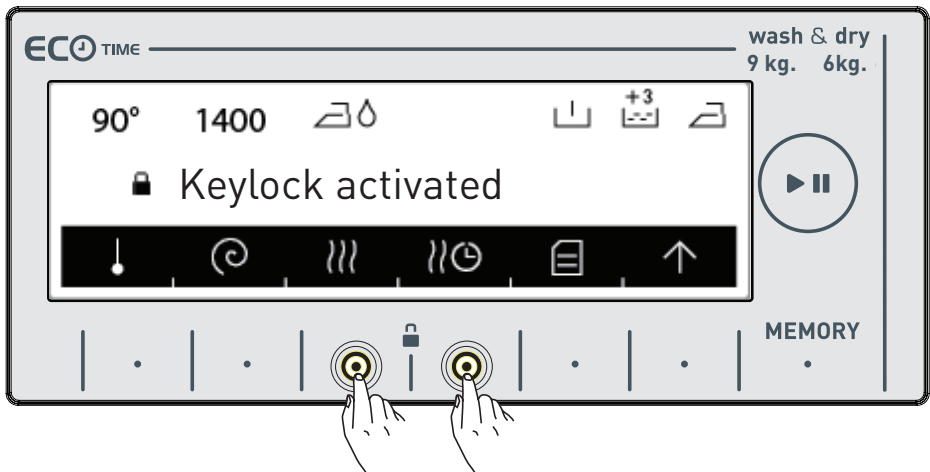 ECO TIME
wash & dry
9 kg. 6kg.
90° 1400
+3
Keylock activated
MEMORY